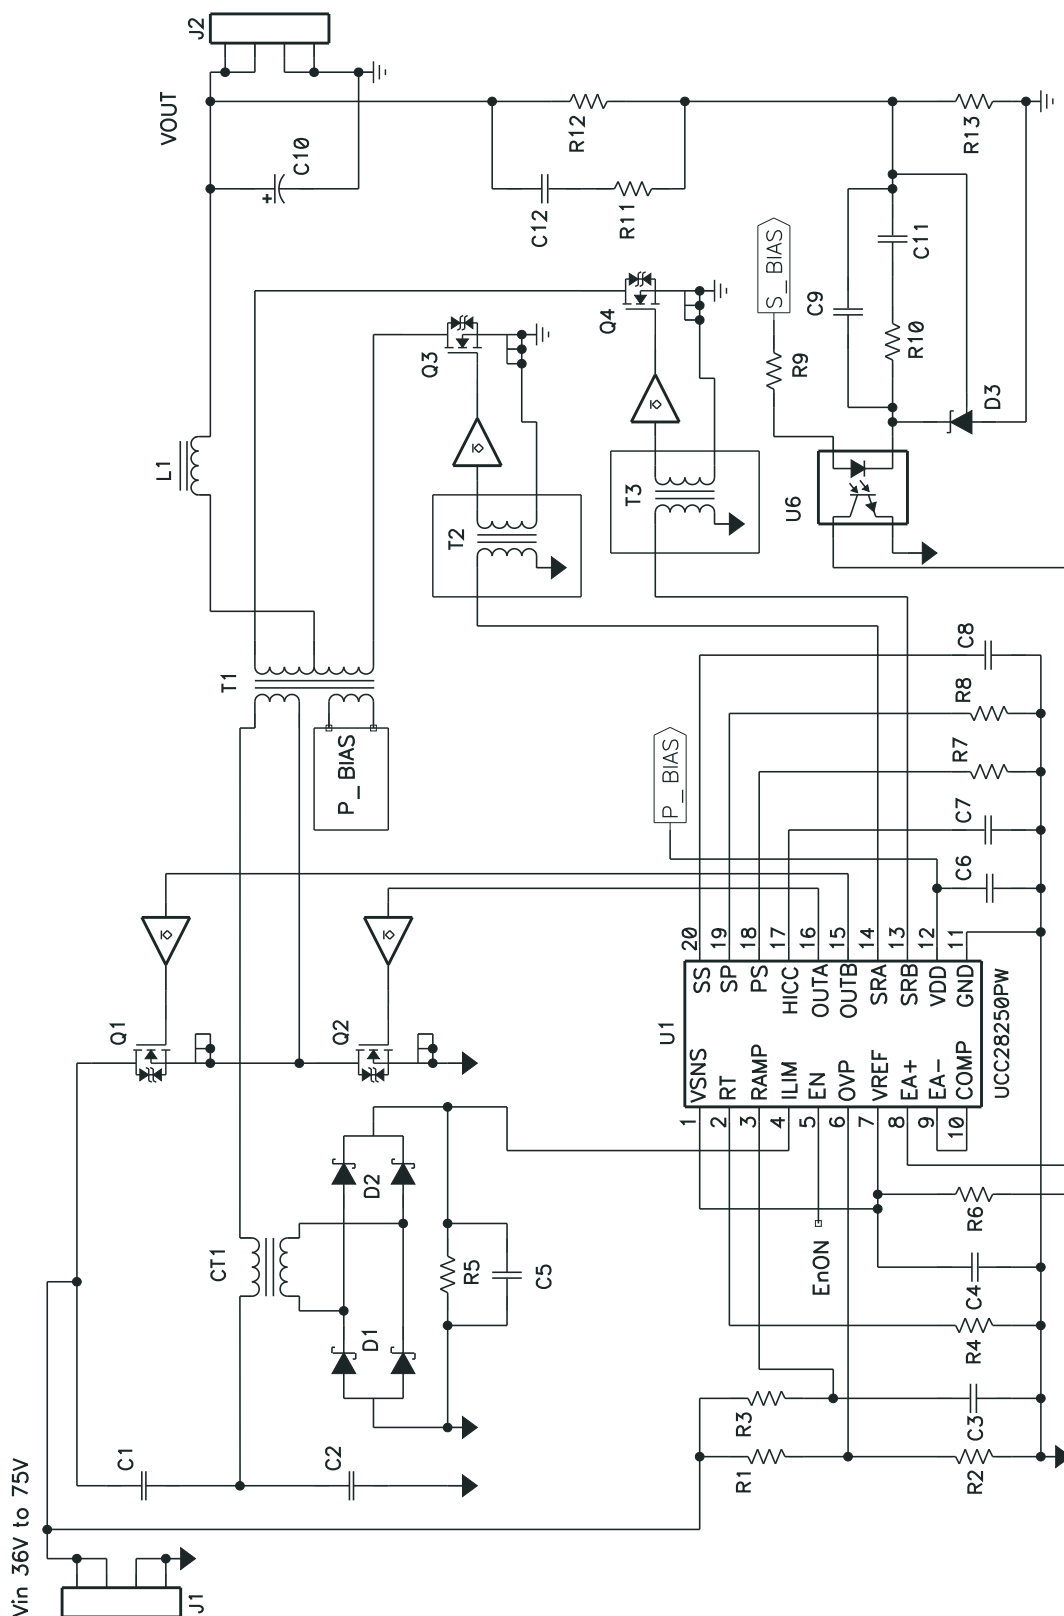 J2
VOUT
C10
R12
R13
C12
R11
S_BIAS
C11
C9
R10
R9
D3
Q4
Q3
L1
T3
T2
U6
T1
P_BIAS
P_BIAS
C8
R8
R7
C7
C6
Q1
Q2
U1
20
19
18
17
16
15
14
13
12
11
SS
SP
PS
HICC
OUTA
OUTB
SRA
SRB
VDD
GND
VSNS
RT
RAMP
ILIM
EN
OVP
VREF
EA+
EA-
COMP
UCC28250PW
1
2
3
4
5
6
7
8
9
10
D2
CT1
R5
C5
D1
EnON
R6
C4
R4
R3
C3
R1
R2
C1
C2
Vin 36V to 75V
J1